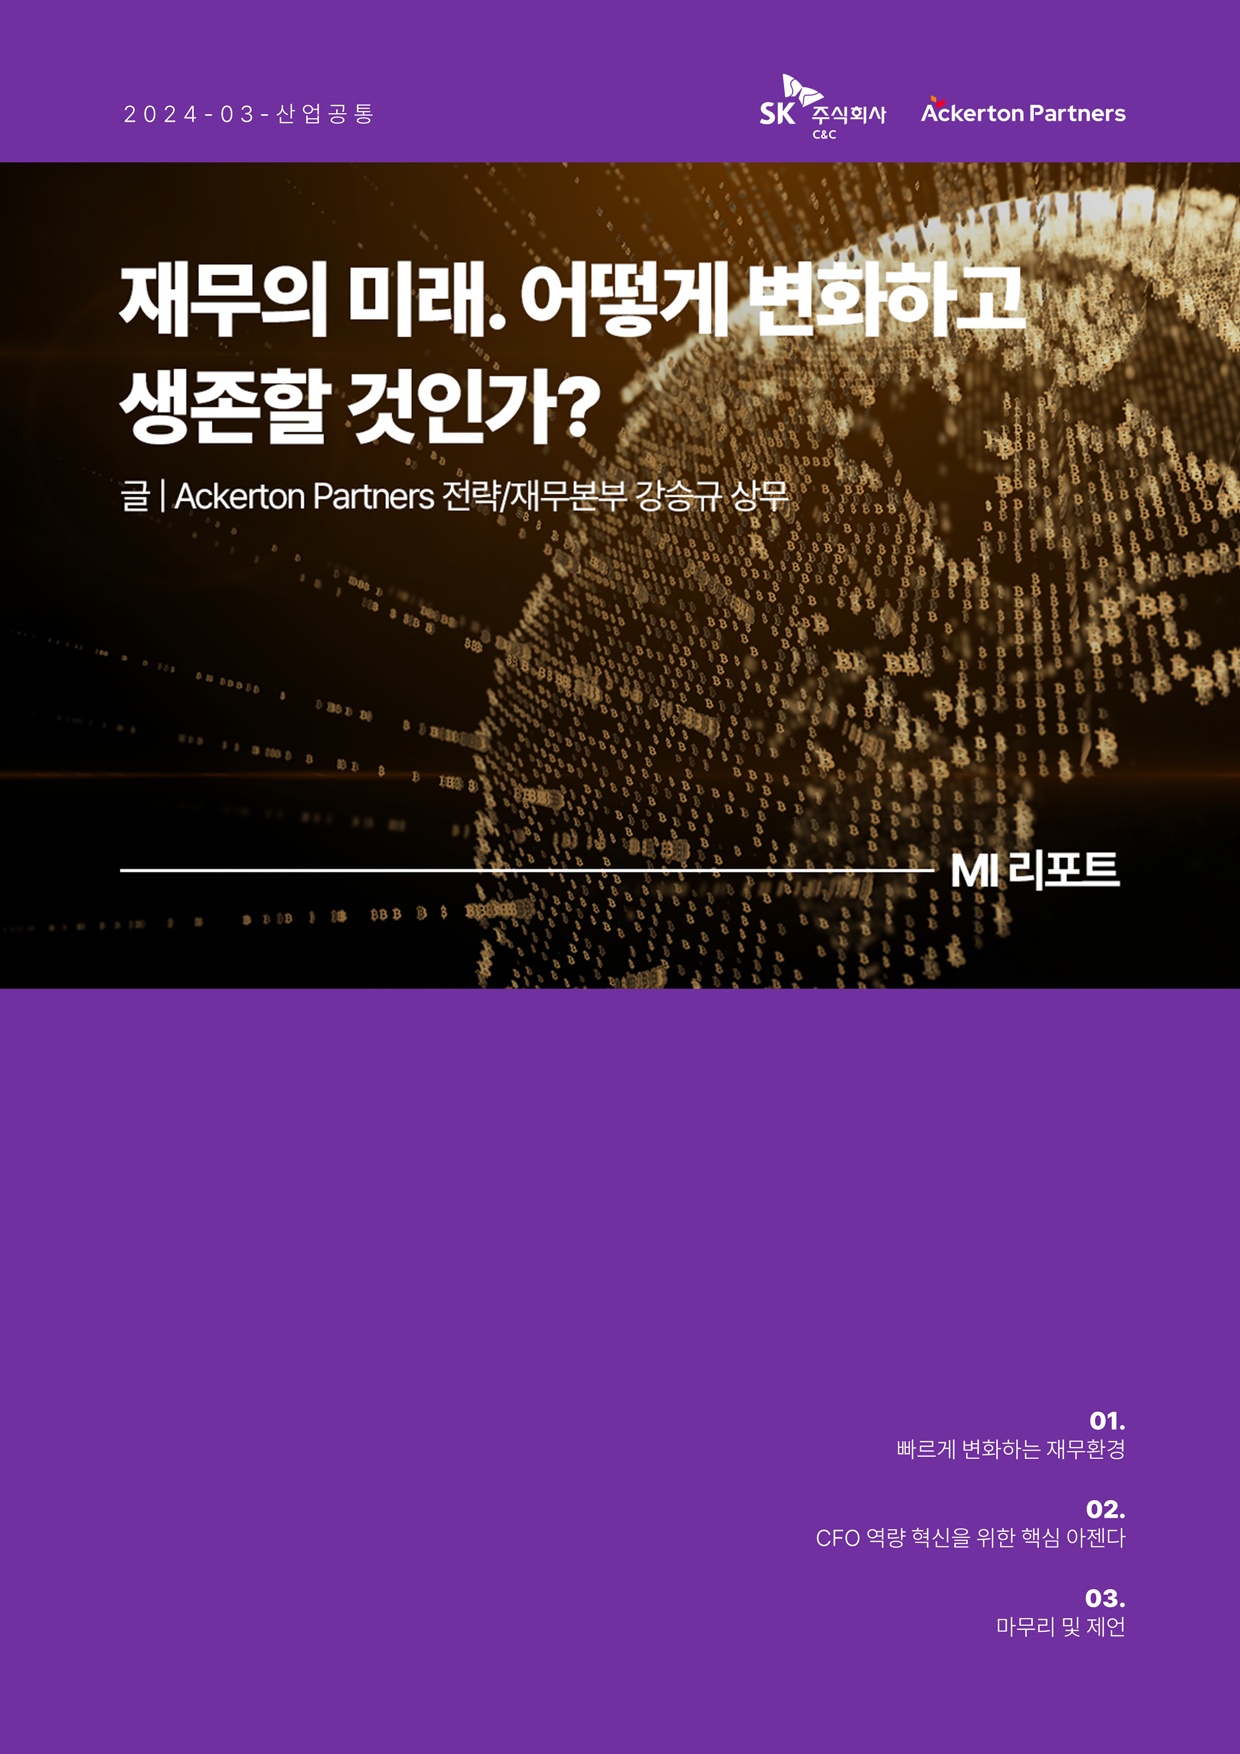 2024-03-산업공통
SK 주식회사
C&C
Ackerton Partners
재무의 미래. 어떻게 변화하고
생존할 것인가?
글 | Ackerton Partners 전략/재무본부 강승규 상무
MI 리포트
01.
빠르게 변화하는 재무환경
02.
CFO 역량 혁신을 위한 핵심 아젠다
03.
마무리 및 제언